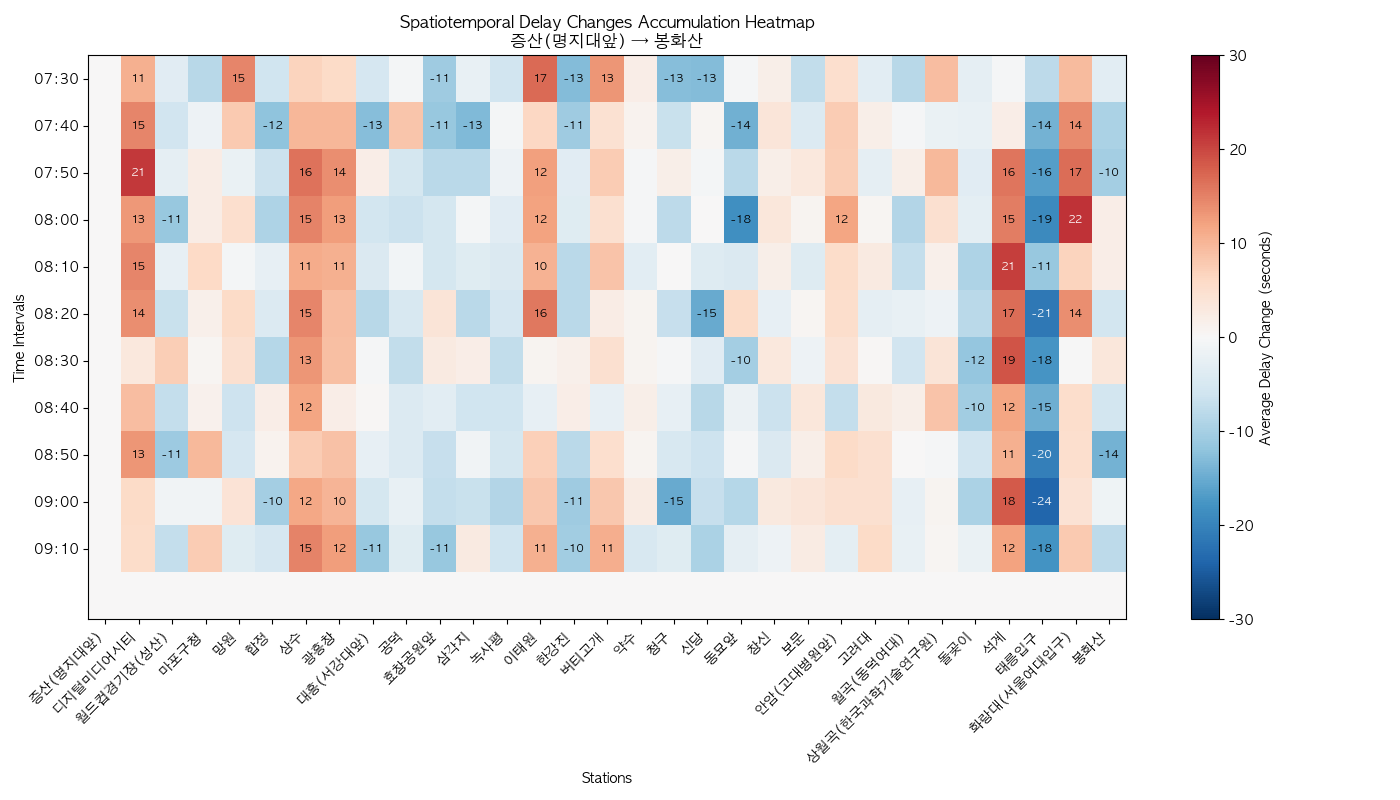 Spatiotemporal Delay Changes Accumulation Heatmap
증산(명지대앞) → 봉화산
07:30 11 15 -11 17 -13 13 -13 -13
07:40 15 -12 -13 -11 -13 -11 -14 -14 14
07:50 21 16 14 12 16 -16 17 -10
08:00 13 -11 15 13 12 -18 12 15 -19 22
08:10 15 11 11 10 21 -11
08:20 14 15 16 -15 17 -21 14
08:30 13 -10 -12 19 -18
08:40 12 -10 12 -15
08:50 13 -11 11 -20 -14
09:00 -10 12 10 -11 -15 18 -24
09:10 15 12 -11 -11 11 -10 11 12 -18
Time Intervals
증산(명지대앞)
디지털미디어시티
월드컵경기장(성산)
마포구청
망원
합정
상수
광흥창
대흥(서강대앞)
공덕
효창공원앞
삼각지
녹사평
이태원
한강진
버티고개
약수
청구
신당
동묘앞
창신
보문
안암(고대병원앞)
고려대
월곡(동덕여대)
상월곡(한국과학기술연구원)
돌곶이
석계
태릉입구
화랑대(서울여대입구)
봉화산
Stations
30
20
10
0
-10
-20
-30
Average Delay Change (seconds)